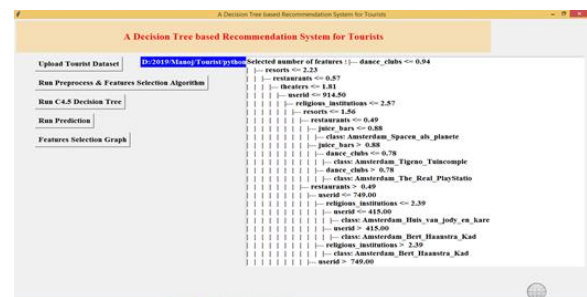 A Decision Tree based Recommendation System for Tourists
A Decision Tree based Recommendation System for Tourists
Upload Tourist Dataset
D:/2019/Manoj/Tourist/python
Run Preprocess & Features Selection Algorithm
Run C4.5 Decision Tree
Run Prediction
Features Selection Graph
Selected number of features : |--- dance_clubs <= 0.94
| |--- resorts <= 2.23
| | |--- restaurants <= 0.57
| | | |--- theaters <= 1.81
| | | | |--- userid <= 914.50
| | | | | |--- religious_institutions <= 2.57
| | | | | | |--- resorts <= 1.56
| | | | | | | |--- restaurants <= 0.49
| | | | | | | | |--- juice_bars <= 0.88
| | | | | | | | | |--- class: Amsterdam_Spacen_als_planete
| | | | | | | | |--- juice_bars > 0.88
| | | | | | | | | |--- dance_clubs <= 0.78
| | | | | | | | | | |--- class: Amsterdam_Tigeno_Tuincomple
| | | | | | | | | |--- dance_clubs > 0.78
| | | | | | | | | | |--- class: Amsterdam_The_Real_PlayStatio
| | | | | | | |--- restaurants > 0.49
| | | | | | | | |--- userid <= 749.00
| | | | | | | | | |--- religious_institutions <= 2.39
| | | | | | | | | | |--- userid <= 415.00
| | | | | | | | | | | |--- class: Amsterdam_Huis_van_jody_en_kare
| | | | | | | | | | |--- userid > 415.00
| | | | | | | | | | | |--- class: Amsterdam_Bert_Haanstra_Kad
| | | | | | | | | |--- religious_institutions > 2.39
| | | | | | | | | | |--- class: Amsterdam_Bert_Haanstra_Kad
| | | | | | | | |--- userid > 749.00